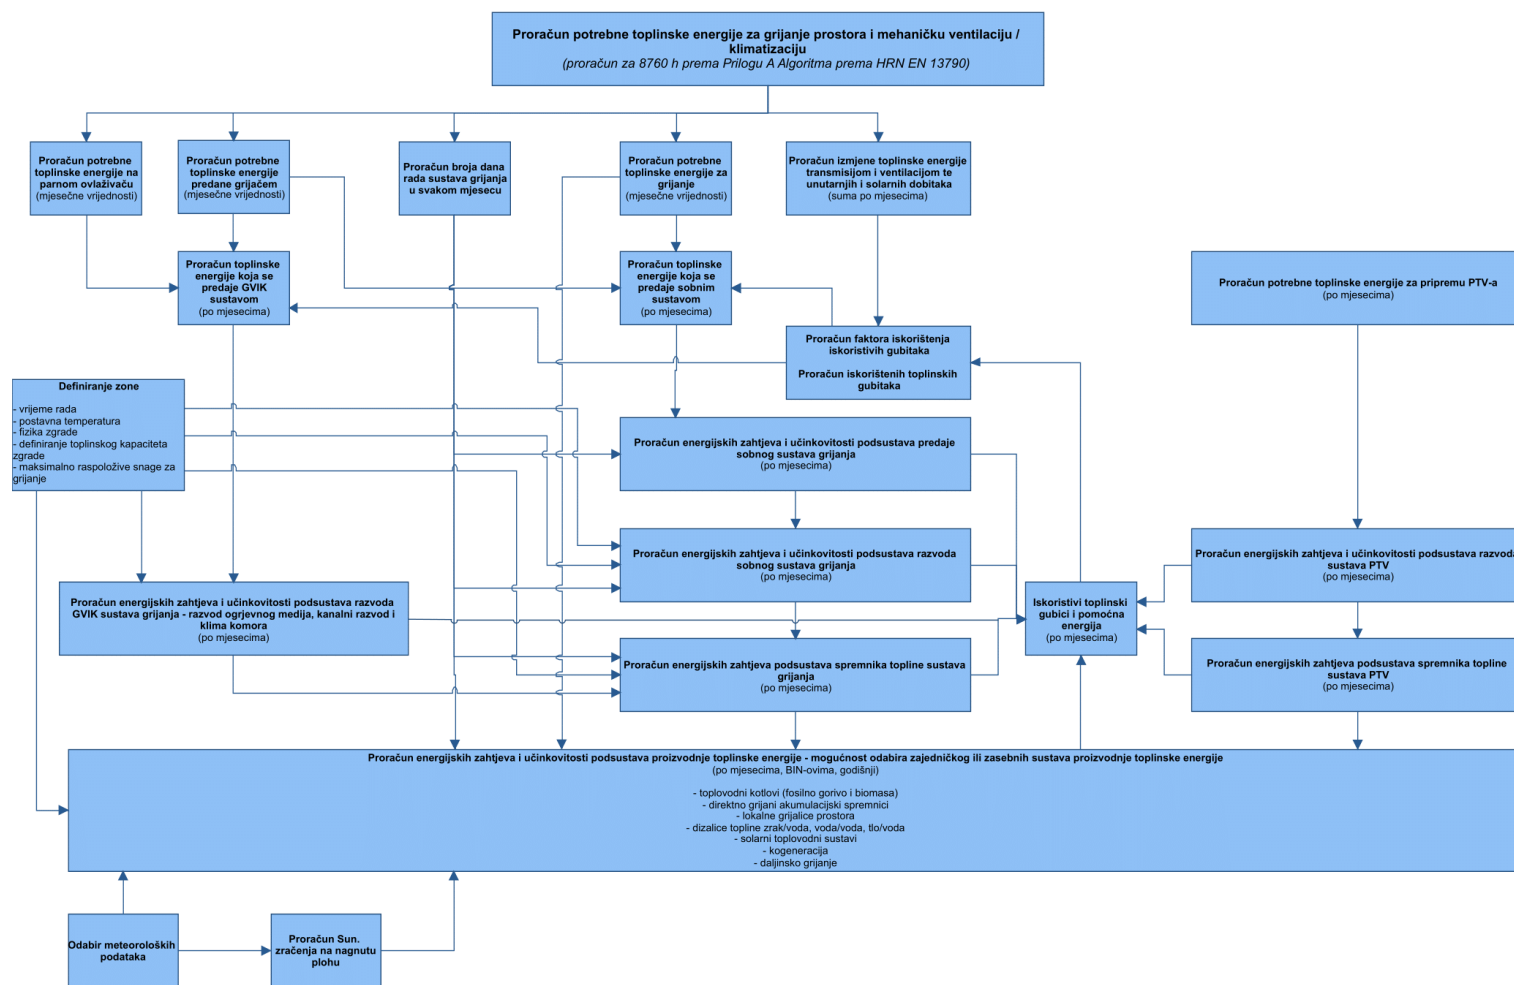 Proračun potrebne toplinske energije za grijanje prostora i mehaničku ventilaciju /
klimatizaciju
(proračun za 8760 h prema Prilogu A Algoritma prema HRN EN 13790)
Proračun potrebne
toplinske energije na
parnom ovlaživaču
(mjesečne vrijednosti)
Proračun potrebne
toplinske energije
predane grijačem
(mjesečne vrijednosti)
Proračun broja dana
rada sustava grijanja
u svakom mjesecu
Proračun potrebne
toplinske energije za
grijanje
(mjesečne vrijednosti)
Proračun izmjene toplinske energije
transmisijom i ventilacijom te
unutarnjih i solarnih dobitaka
(suma po mjesecima)
Proračun toplinske
energije koja se
predaje GVIK
sustavom
(po mjesecima)
Proračun toplinske
energije koja se
predaje sobnim
sustavom
(po mjesecima)
Proračun potrebne toplinske energije za pripremu PTV-a
(po mjesecima)
Proračun faktora iskorištenja
iskoristivih gubitaka
Proračun iskorištenih toplinskih
gubitaka
Definiranje zone
- vrijeme rada
- postavna temperatura
- fizika zgrade
- definiranje toplinskog kapaciteta
zgrade
- maksimalno raspoložive snage za
grijanje
Proračun energijskih zahtjeva i učinkovitosti podsustava predaje
sobnog sustava grijanja
(po mjesecima)
Proračun energijskih zahtjeva i učinkovitosti podsustava razvoda
sobnog sustava grijanja
(po mjesecima)
Proračun energijskih zahtjeva i učinkovitosti podsustava razvoda
sustava PTV
(po mjesecima)
Proračun energijskih zahtjeva i učinkovitosti podsustava razvoda
GVIK sustava grijanja - razvod ogrjevnog medija, kanalni razvod i
klima komora
(po mjesecima)
Iskoristivi toplinski
gubici i pomoćna
energija
(po mjesecima)
Proračun energijskih zahtjeva podsustava spremnika topline sustava
grijanja
(po mjesecima)
Proračun energijskih zahtjeva podsustava spremnika topline
sustava PTV
(po mjesecima)
Proračun energijskih zahtjeva i učinkovitosti podsustava proizvodnje toplinske energije - mogućnost odabira zajedničkog ili zasebnih sustava proizvodnje toplinske energije
(po mjesecima, BIN-ovima, godišnji)
- toplovodni kotlovi (fosilno gorivo i biomasa)
- direktno grijani akumulacijski spremnici
- lokalne grijalice prostora
- dizalice topline zrak/voda, voda/voda, tlo/voda
- solarni toplovodni sustavi
- kogeneracija
- daljinsko grijanje
Odabir meteoroloških
podataka
Proračun Sun.
zračenja na nagnutu
plohu